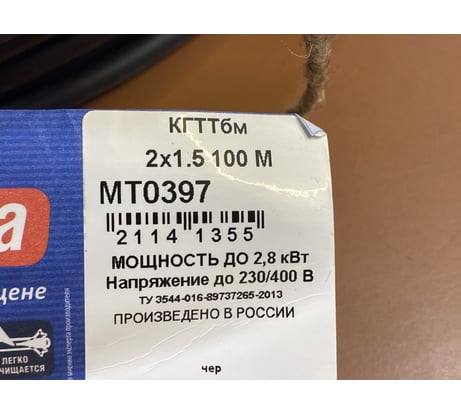 КГТТбм
2х1.5 100 М
МТ0397
2114 1355
МОЩНОСТЬ ДО 2,8 кВт
Напряжение до 230/400 В
ТУ 3544-016-89737265-2013
ПРОИЗВЕДЕНО В РОССИИ
чер
а
цене
ЛЕГКО
ЧИЩАЕТСЯ